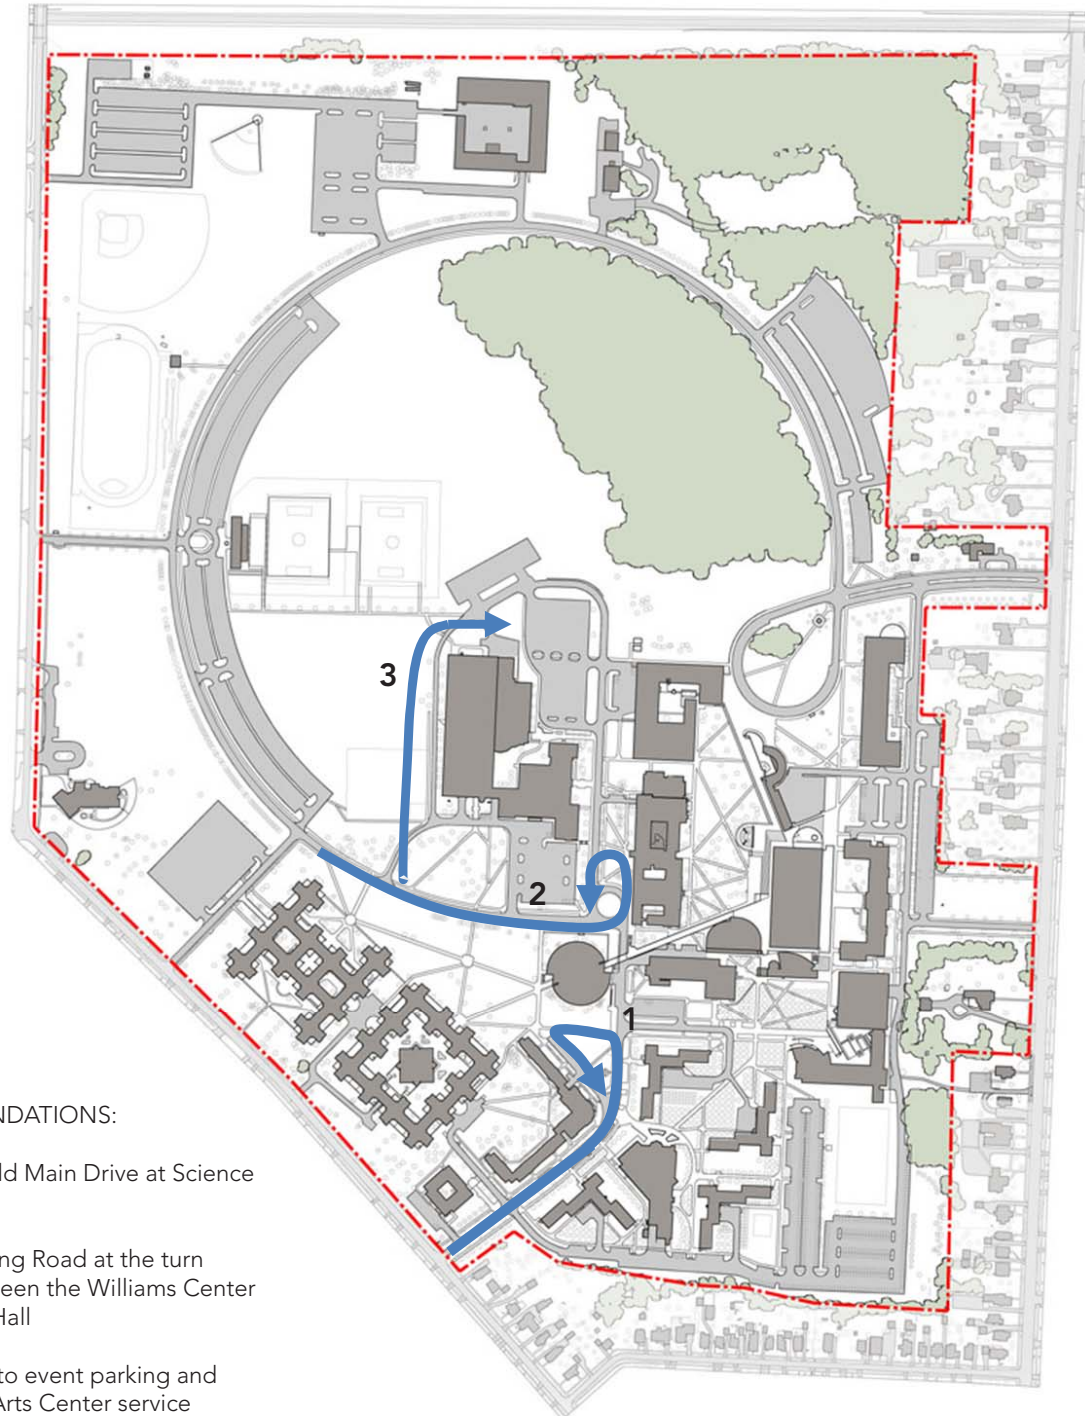 3
2
1
NDATIONS:
ld Main Drive at Science
ng Road at the turn
een the Williams Center
Hall
to event parking and
Arts Center service